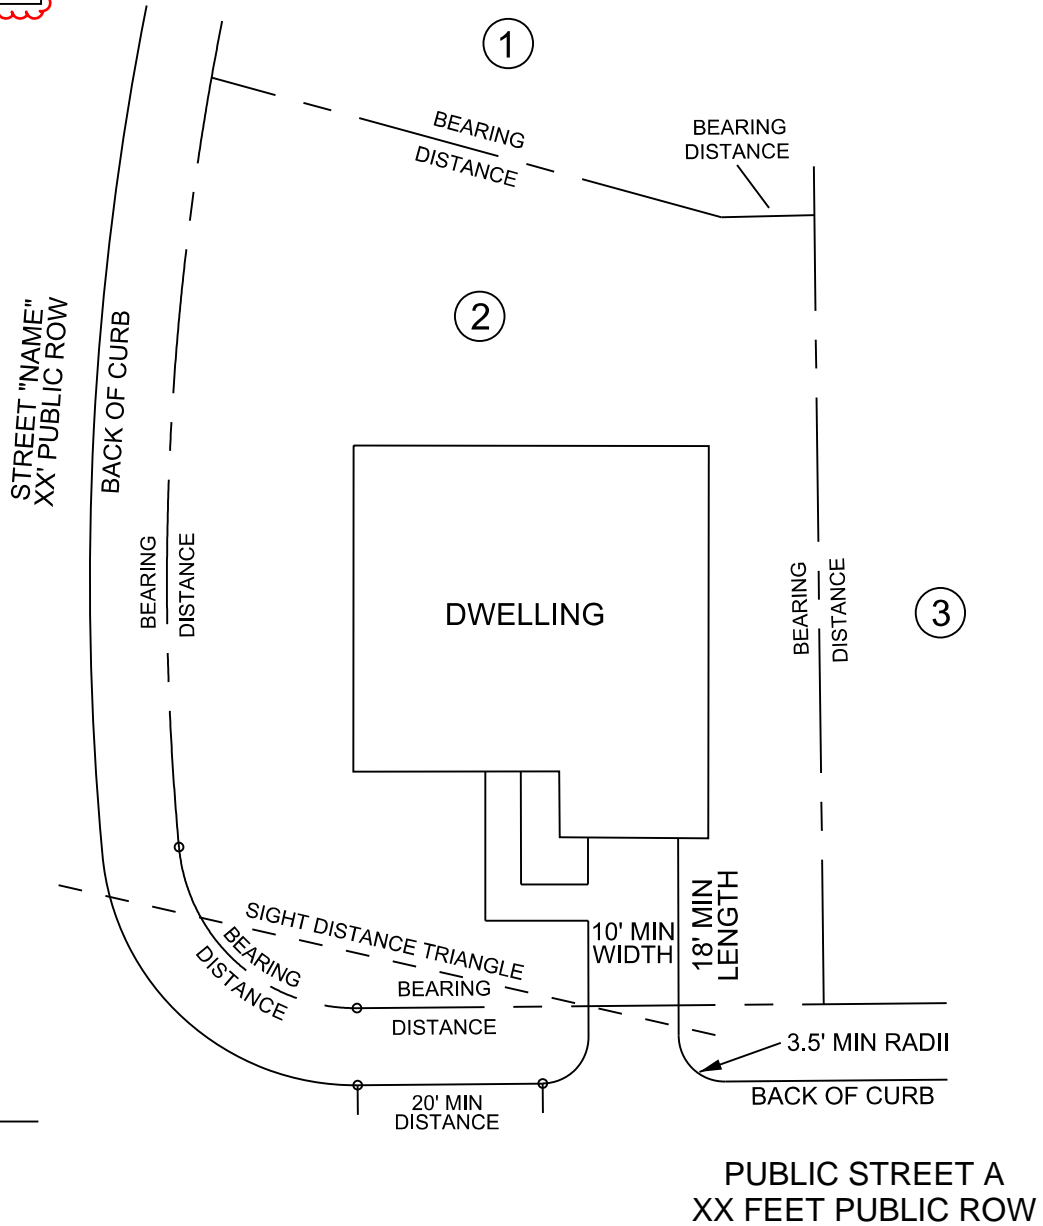 1
BEARING
DISTANCE
BEARING
DISTANCE
2
STREET "NAME"
XX' PUBLIC ROW
BACK OF CURB
BEARING
DISTANCE
DWELLING
BEARING
DISTANCE
3
SIGHT DISTANCE TRIANGLE
BEARING
DISTANCE
10' MIN
WIDTH
18' MIN
LENGTH
BEARING
DISTANCE
3.5' MIN RADII
BACK OF CURB
20' MIN
DISTANCE
PUBLIC STREET A
XX FEET PUBLIC ROW